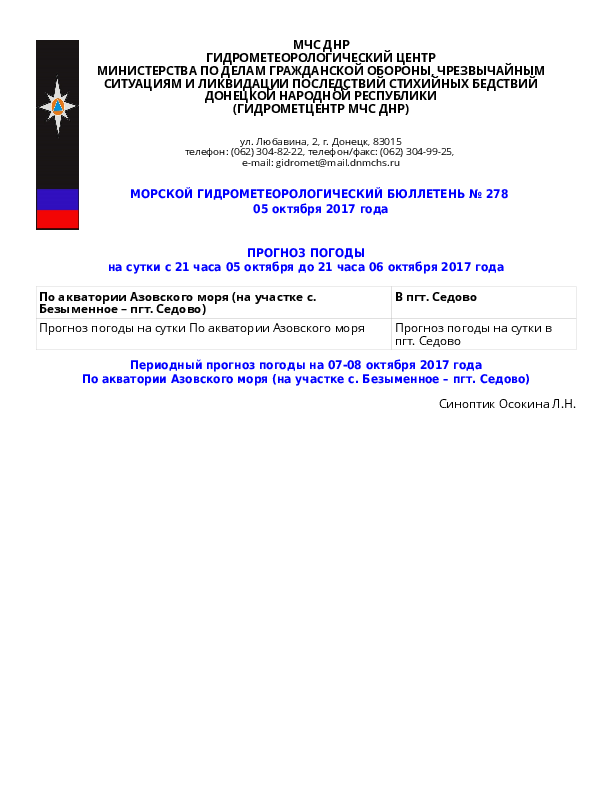 МЧС ДНР
ГИДРОМЕТЕОРОЛОГИЧЕСКИЙ ЦЕНТР
МИНИСТЕРСТВА ПО ДЕЛАМ ГРАЖДАНСКОЙ ОБОРОНЫ, ЧРЕЗВЫЧАЙНЫМ
СИТУАЦИЯМ И ЛИКВИДАЦИИ ПОСЛЕДСТВИЙ СТИХИЙНЫХ БЕДСТВИЙ
ДОНЕЦКОЙ НАРОДНОЙ РЕСПУБЛИКИ
(ГИДРОМЕТЦЕНТР МЧС ДНР)
ул. Любавина, 2, г. Донецк, 83015
телефон: (062) 304-82-22, телефон/факс: (062) 304-99-25,
e-mail: gidromet@mail.dnmchs.ru
МОРСКОЙ ГИДРОМЕТЕОРОЛОГИЧЕСКИЙ БЮЛЛЕТЕНЬ № 278
05 октября 2017 года
ПРОГНОЗ ПОГОДЫ
на сутки с 21 часа 05 октября до 21 часа 06 октября 2017 года
По акватории Азовского моря (на участке с.
Безыменное – пгт. Седово)
В пгт. Седово
Прогноз погоды на сутки По акватории Азовского моря
Прогноз погоды на сутки в
пгт. Седово
Периодный прогноз погоды на 07-08 октября 2017 года
По акватории Азовского моря (на участке с. Безыменное – пгт. Седово)
Синоптик Осокина Л.Н.